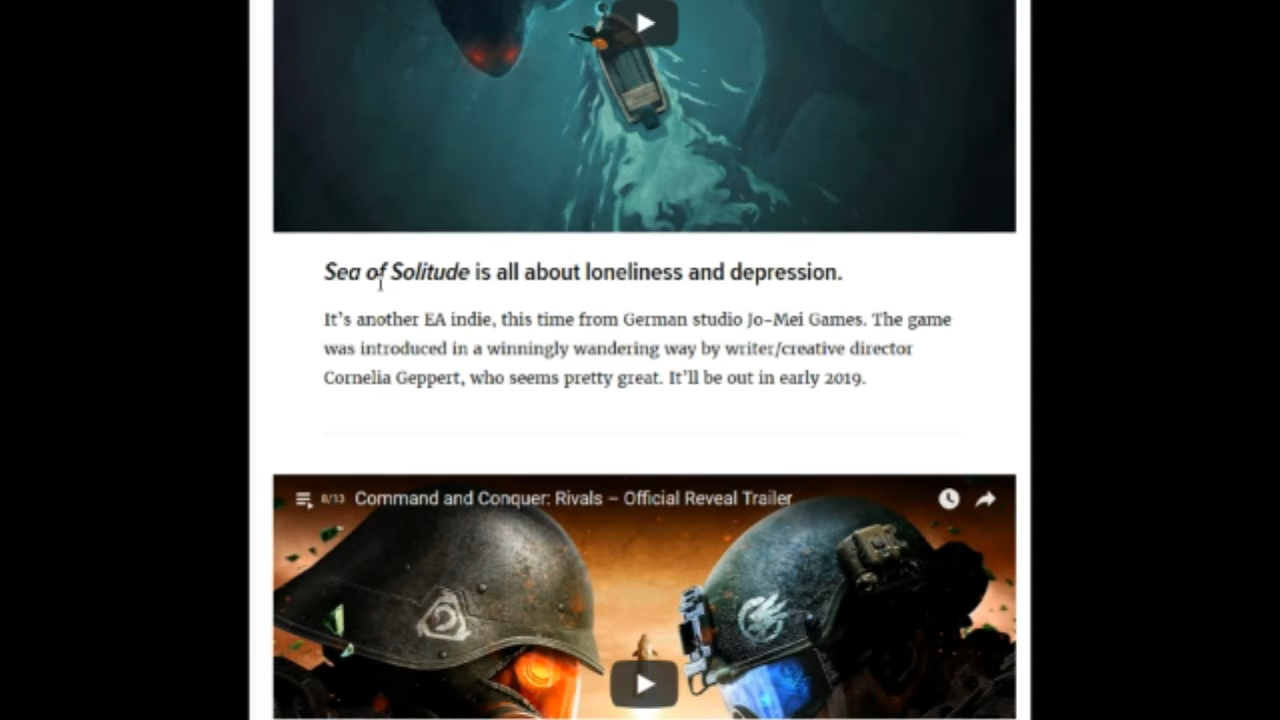 Sea of Solitude is all about loneliness and depression.
It's another EA indie, this time from German studio Jo-Mei Games. The game
was introduced in a winningly wandering way by writer/creative director
Cornelia Geppert, who seems pretty great. It'll be out in early 2019.
8/13 Command and Conquer: Rivals – Official Reveal Trailer